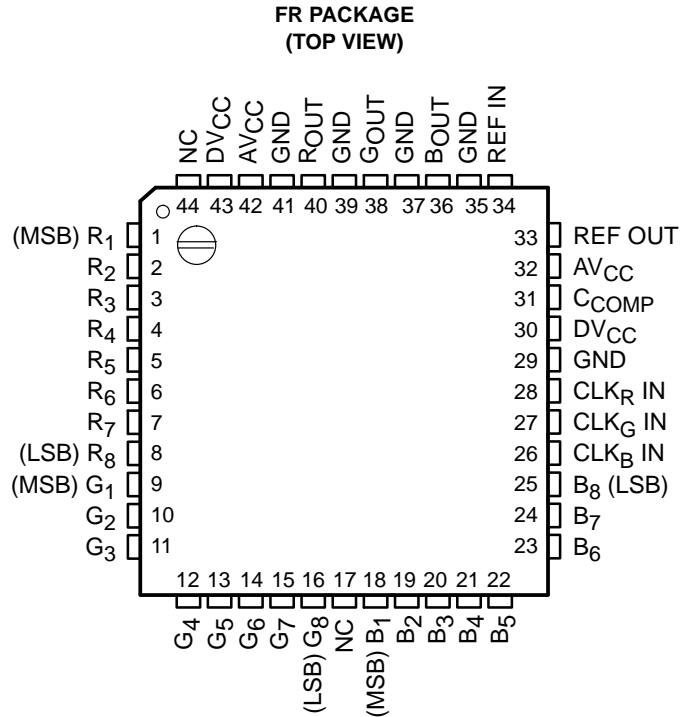 FR PACKAGE
(TOP VIEW)
NC DVCC AVCC GND ROUT GND GOUT GND BOUT GND REF IN
44 43 42 41 40 39 38 37 36 35 34
(MSB) R1 1 33 REF OUT
R2 2 32 AVCC
R3 3 31 CCOMP
R4 4 30 DVCC
R5 5 29 GND
R6 6 28 CLKR IN
R7 7 27 CLKG IN
(LSB) R8 8 26 CLKB IN
(MSB) G1 9 25 B8 (LSB)
G2 10 24 B7
G3 11 23 B6
12 13 14 15 16 17 18 19 20 21 22
G4 G5 G6 G7 (LSB) G8 NC (MSB) B1 B2 B3 B4 B5